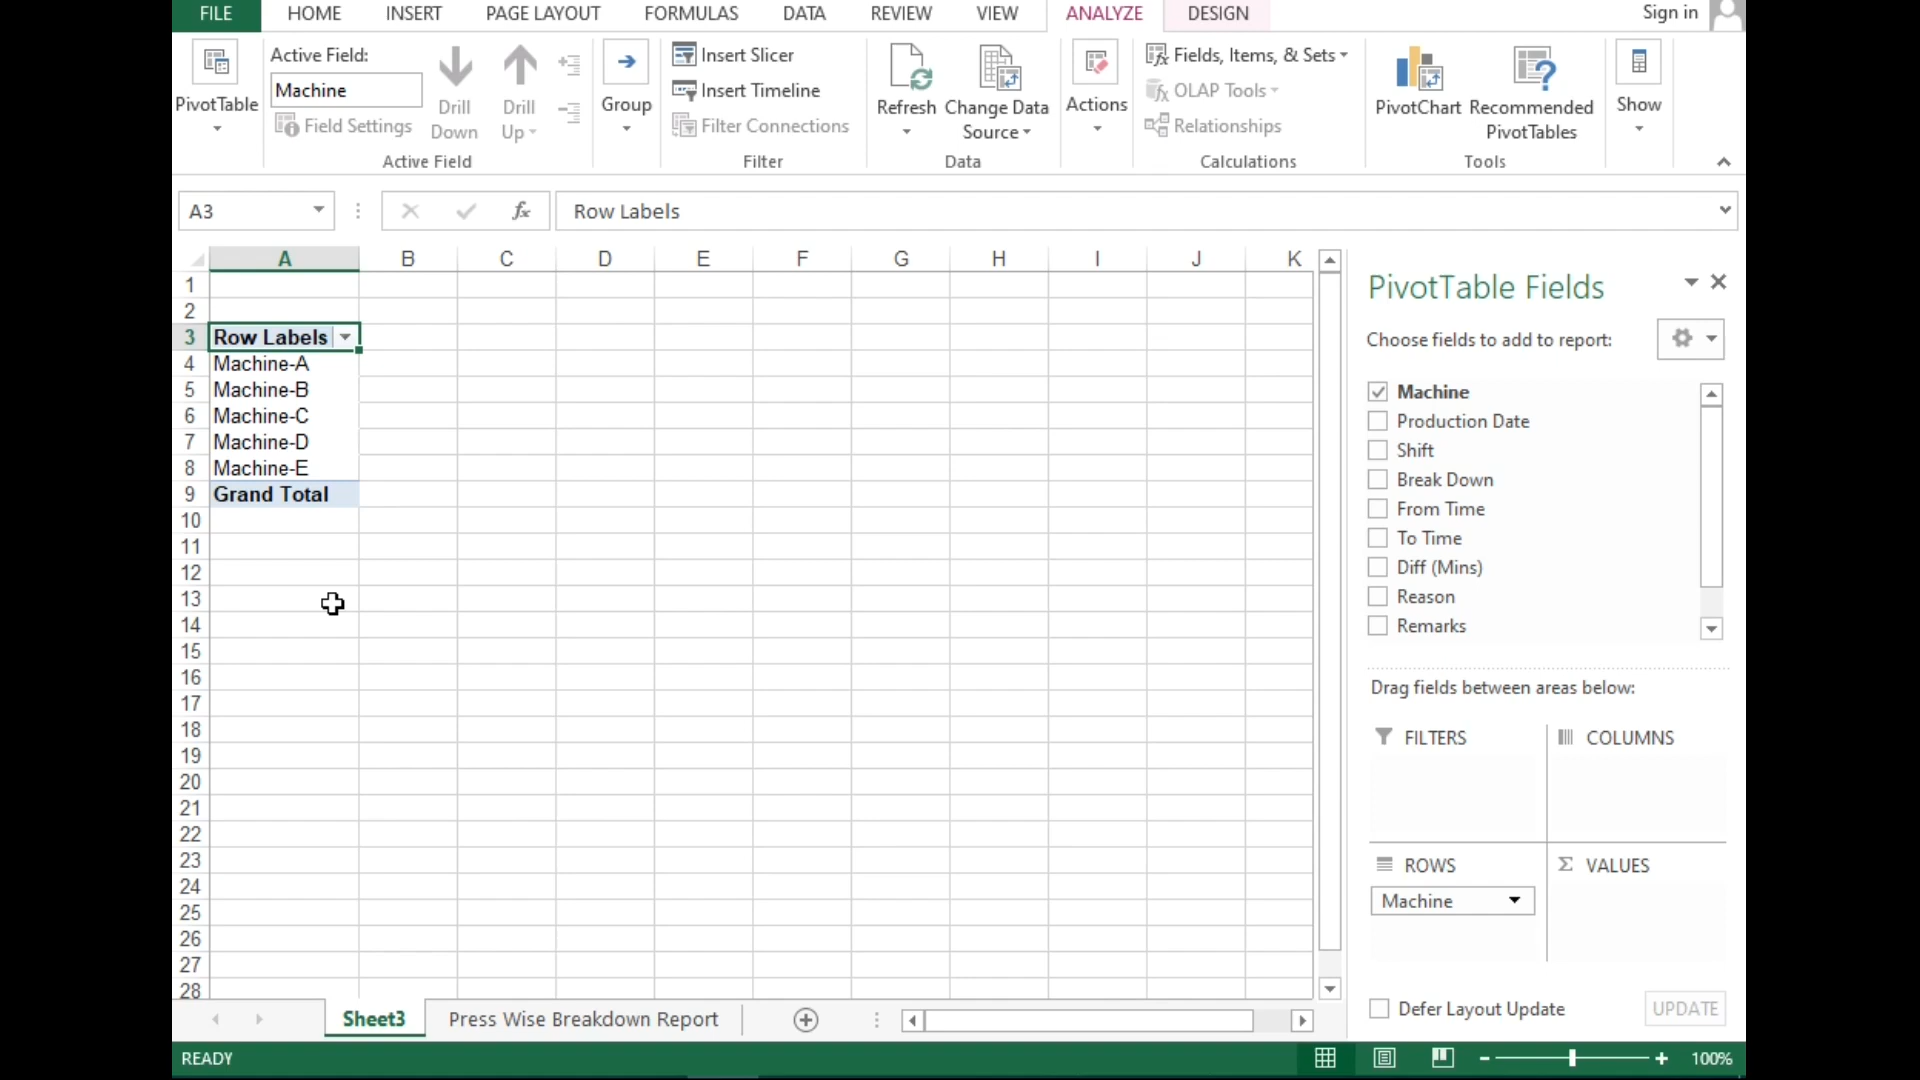 FILE HOME INSERT PAGE LAYOUT FORMULAS DATA REVIEW VIEW ANALYZE DESIGN Sign in
PivotTable
Active Field:
Machine
Field Settings
Drill Down
Drill Up
Active Field
Group
Insert Slicer
Insert Timeline
Filter Connections
Filter
Refresh
Change Data Source
Data
Actions
Fields, Items, & Sets
OLAP Tools
Relationships
Calculations
PivotChart
Recommended PivotTables
Tools
Show
A3 fx Row Labels
A B C D E F G H I J K
1
2
3 Row Labels
4 Machine-A
5 Machine-B
6 Machine-C
7 Machine-D
8 Machine-E
9 Grand Total
10
11
12
13
14
15
16
17
18
19
20
21
22
23
24
25
26
27
28
PivotTable Fields
Choose fields to add to report:
Machine
Production Date
Shift
Break Down
From Time
To Time
Diff (Mins)
Reason
Remarks
Drag fields between areas below:
FILTERS COLUMNS
ROWS Σ VALUES
Machine
Defer Layout Update UPDATE
Sheet3 Press Wise Breakdown Report
READY 100%